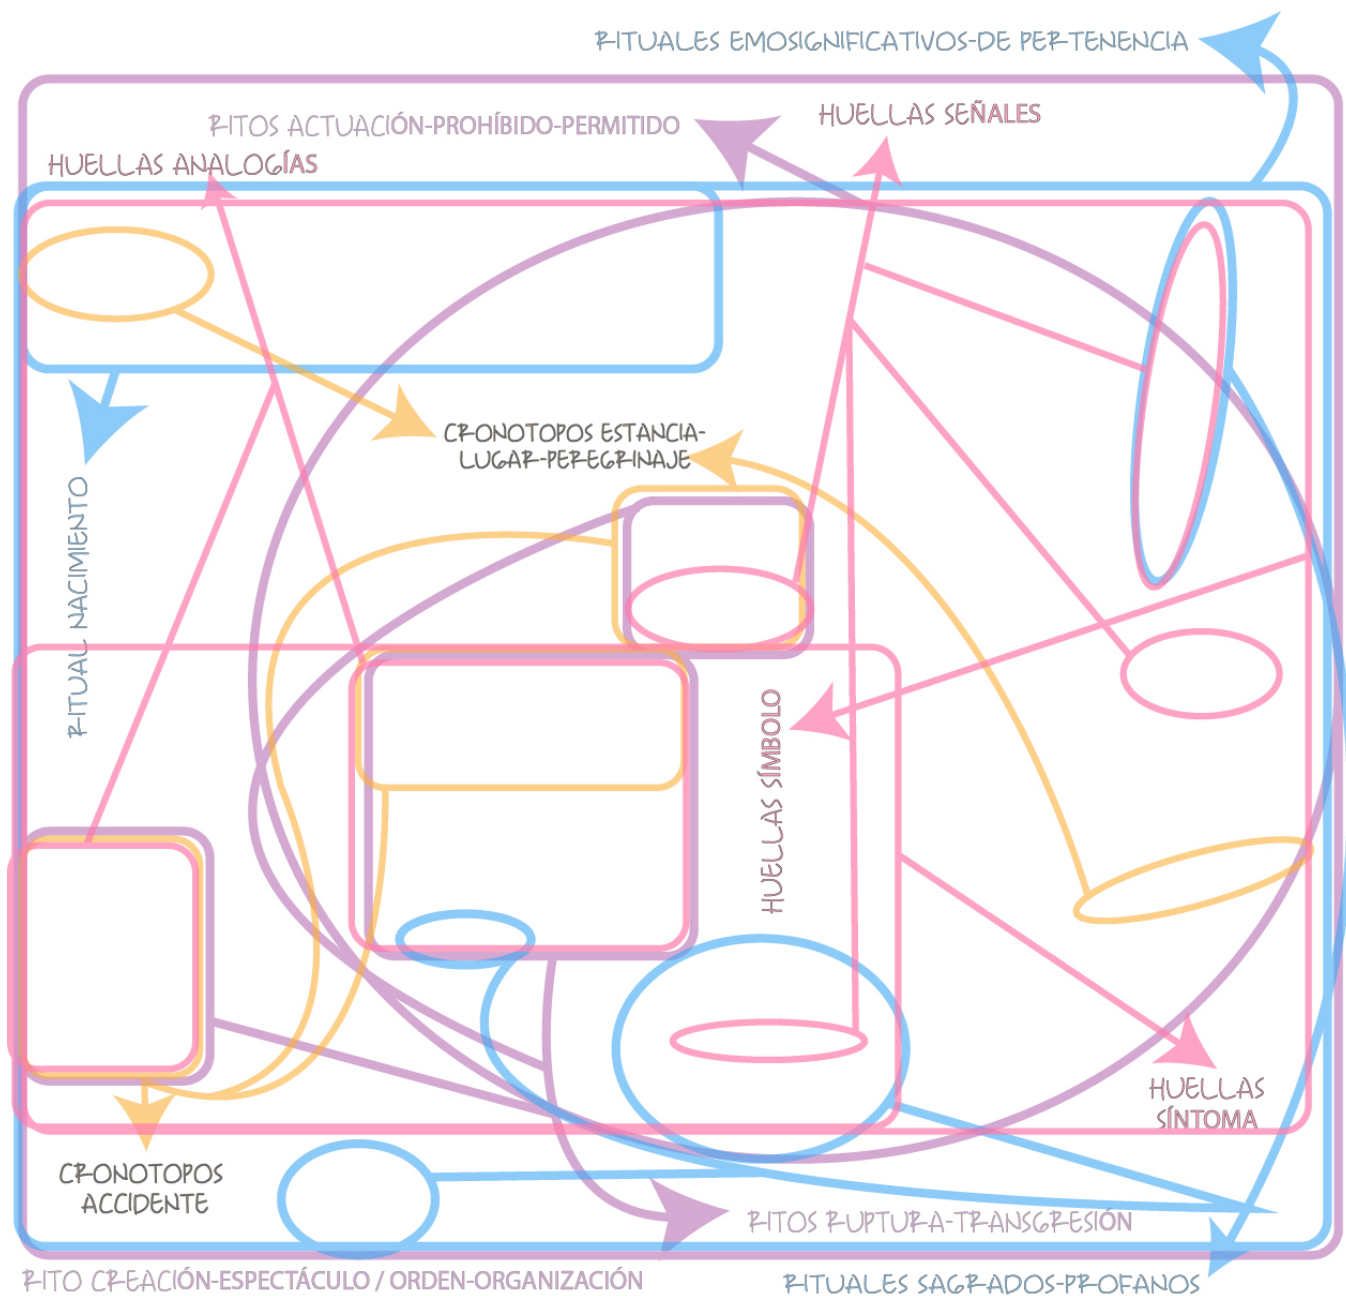 RITUALES EMOSIGNIFICATIVOS-DE PERTENENCIA
HUELLAS SEÑALES
RITOS ACTUACIÓN-PROHÍBIDO-PERMITIDO
HUELLAS ANALOGÍAS
CRONOTOPOS ESTANCIA-
LUGAR-PEREGRINAJE
RITUAL NACIMIENTO
HUELLAS SÍMBOLO
HUELLAS
SÍNTOMA
CRONOTOPOS
ACCIDENTE
RITOS RUPTURA-TRANSGRESIÓN
RITO CREACIÓN-ESPECTÁCULO / ORDEN-ORGANIZACIÓN
RITUALES SAGRADOS-PROFANOS